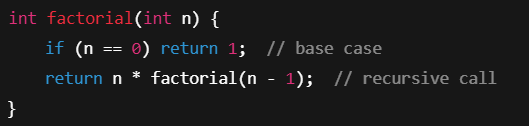 int factorial(int n) {
    if (n == 0) return 1;  // base case
    return n * factorial(n - 1);  // recursive call
}